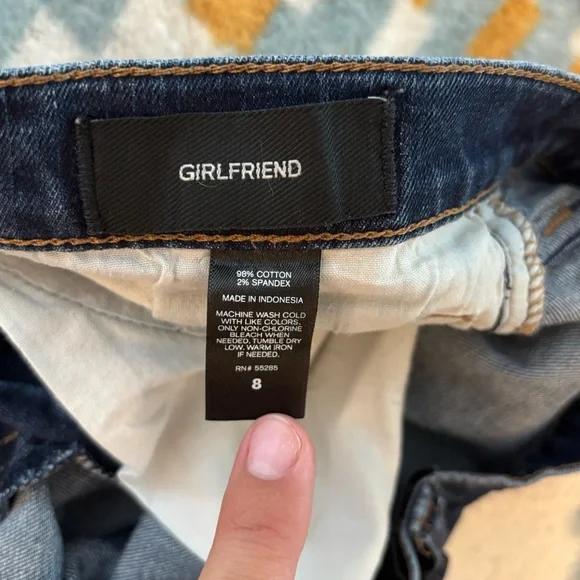 GIRLFRIEND
98% COTTON
2% SPANDEX
MADE IN INDONESIA
MACHINE WASH COLD
WITH LIKE COLORS.
ONLY NON-CHLORINE
BLEACH WHEN
NEEDED. TUMBLE DRY
LOW. WARM IRON
IF NEEDED.
RN# 55285
8